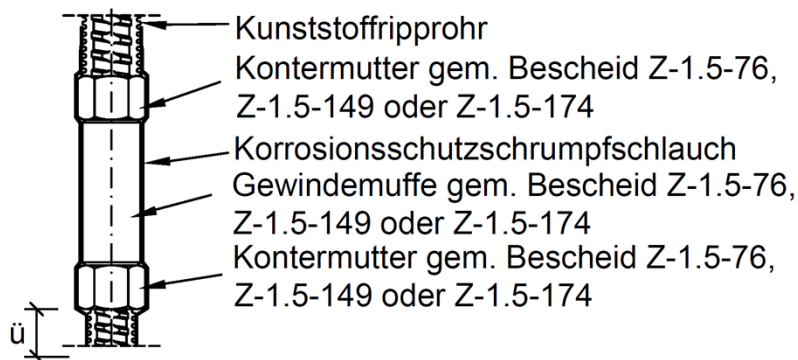 Kunststoffripprohr
Kontermutter gem. Bescheid Z-1.5-76,
Z-1.5-149 oder Z-1.5-174
Korrosionsschutzschrumpfschlauch
Gewindemuffe gem. Bescheid Z-1.5-76,
Z-1.5-149 oder Z-1.5-174
Kontermutter gem. Bescheid Z-1.5-76,
Z-1.5-149 oder Z-1.5-174
ü